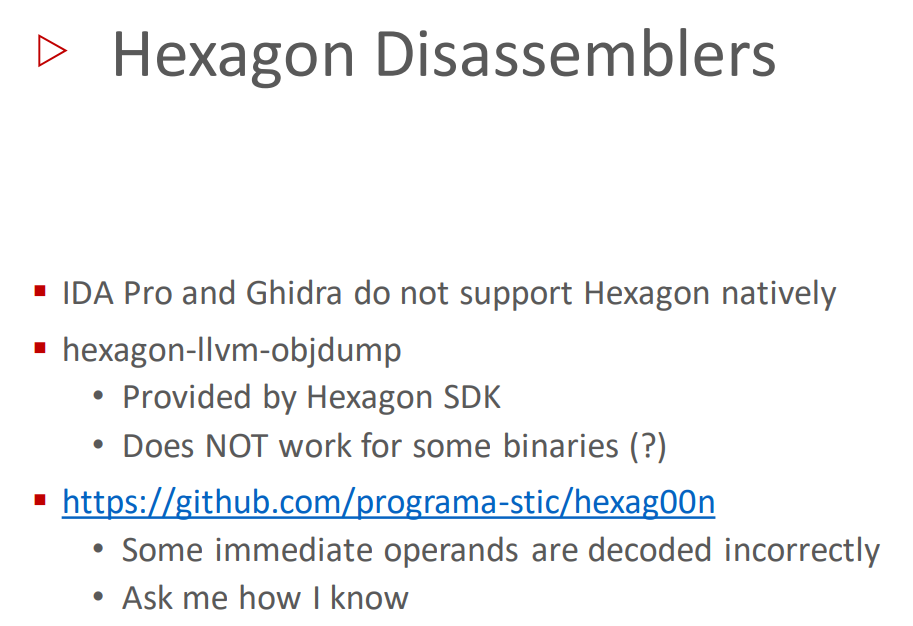 Hexagon Disassemblers
IDA Pro and Ghidra do not support Hexagon natively
hexagon-llvm-objdump
Provided by Hexagon SDK
Does NOT work for some binaries (?)
https://github.com/programa-stic/hexag00n
Some immediate operands are decoded incorrectly
Ask me how I know